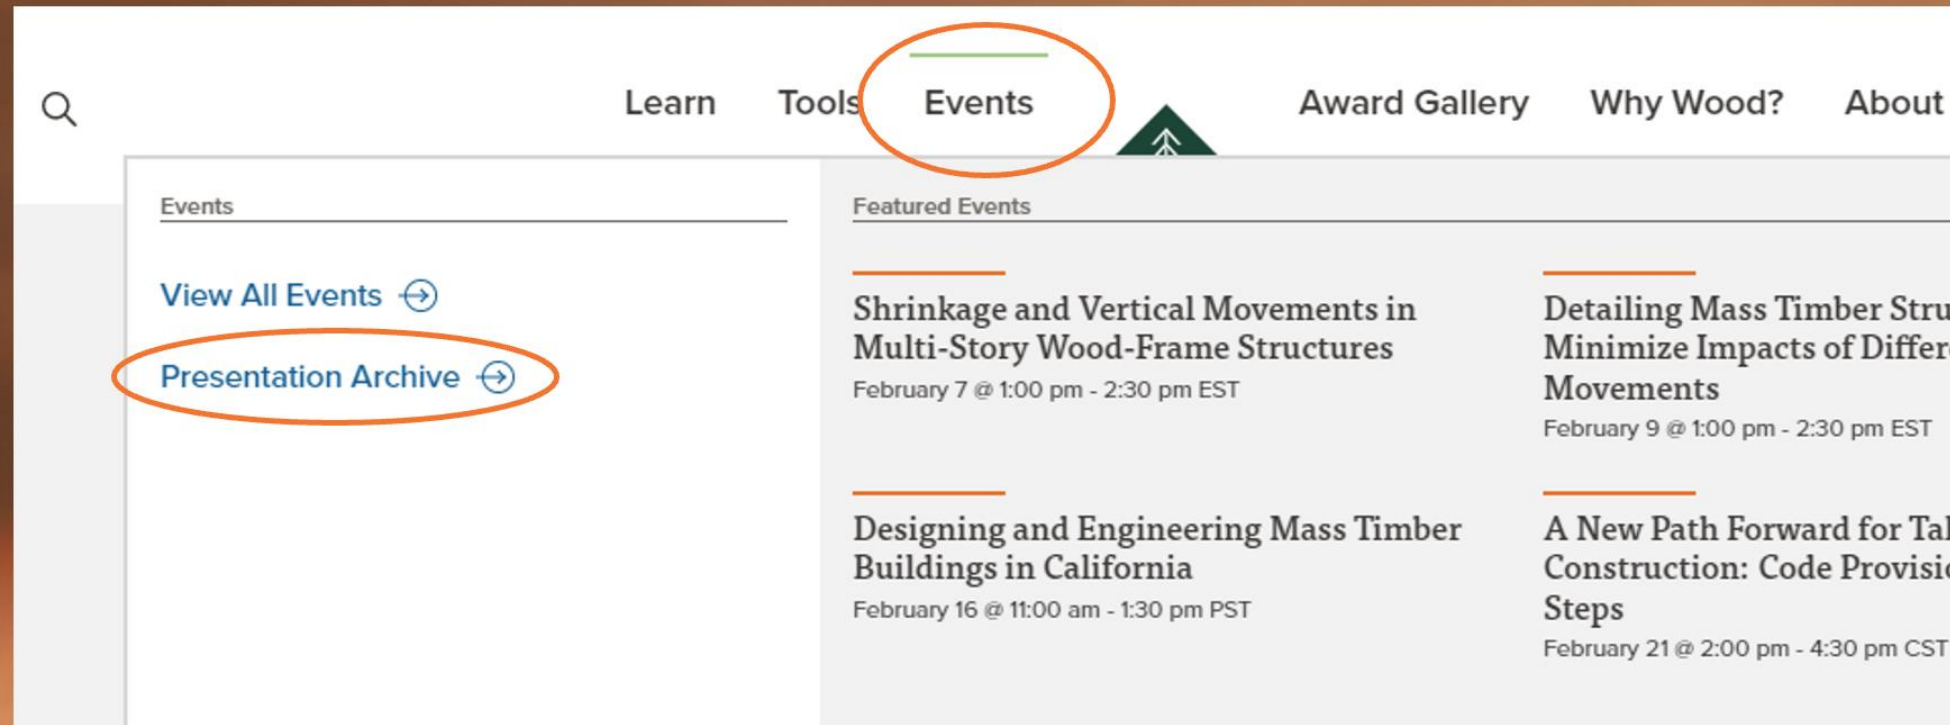 Learn Tools Events Award Gallery Why Wood? About
Events
View All Events
Presentation Archive
Featured Events
Shrinkage and Vertical Movements in
Multi-Story Wood-Frame Structures
February 7 @ 1:00 pm - 2:30 pm EST
Detailing Mass Timber Stru
Minimize Impacts of Differ
Movements
February 9 @ 1:00 pm - 2:30 pm EST
Designing and Engineering Mass Timber
Buildings in California
February 16 @ 11:00 am - 1:30 pm PST
A New Path Forward for Tal
Construction: Code Provisi
Steps
February 21 @ 2:00 pm - 4:30 pm CST